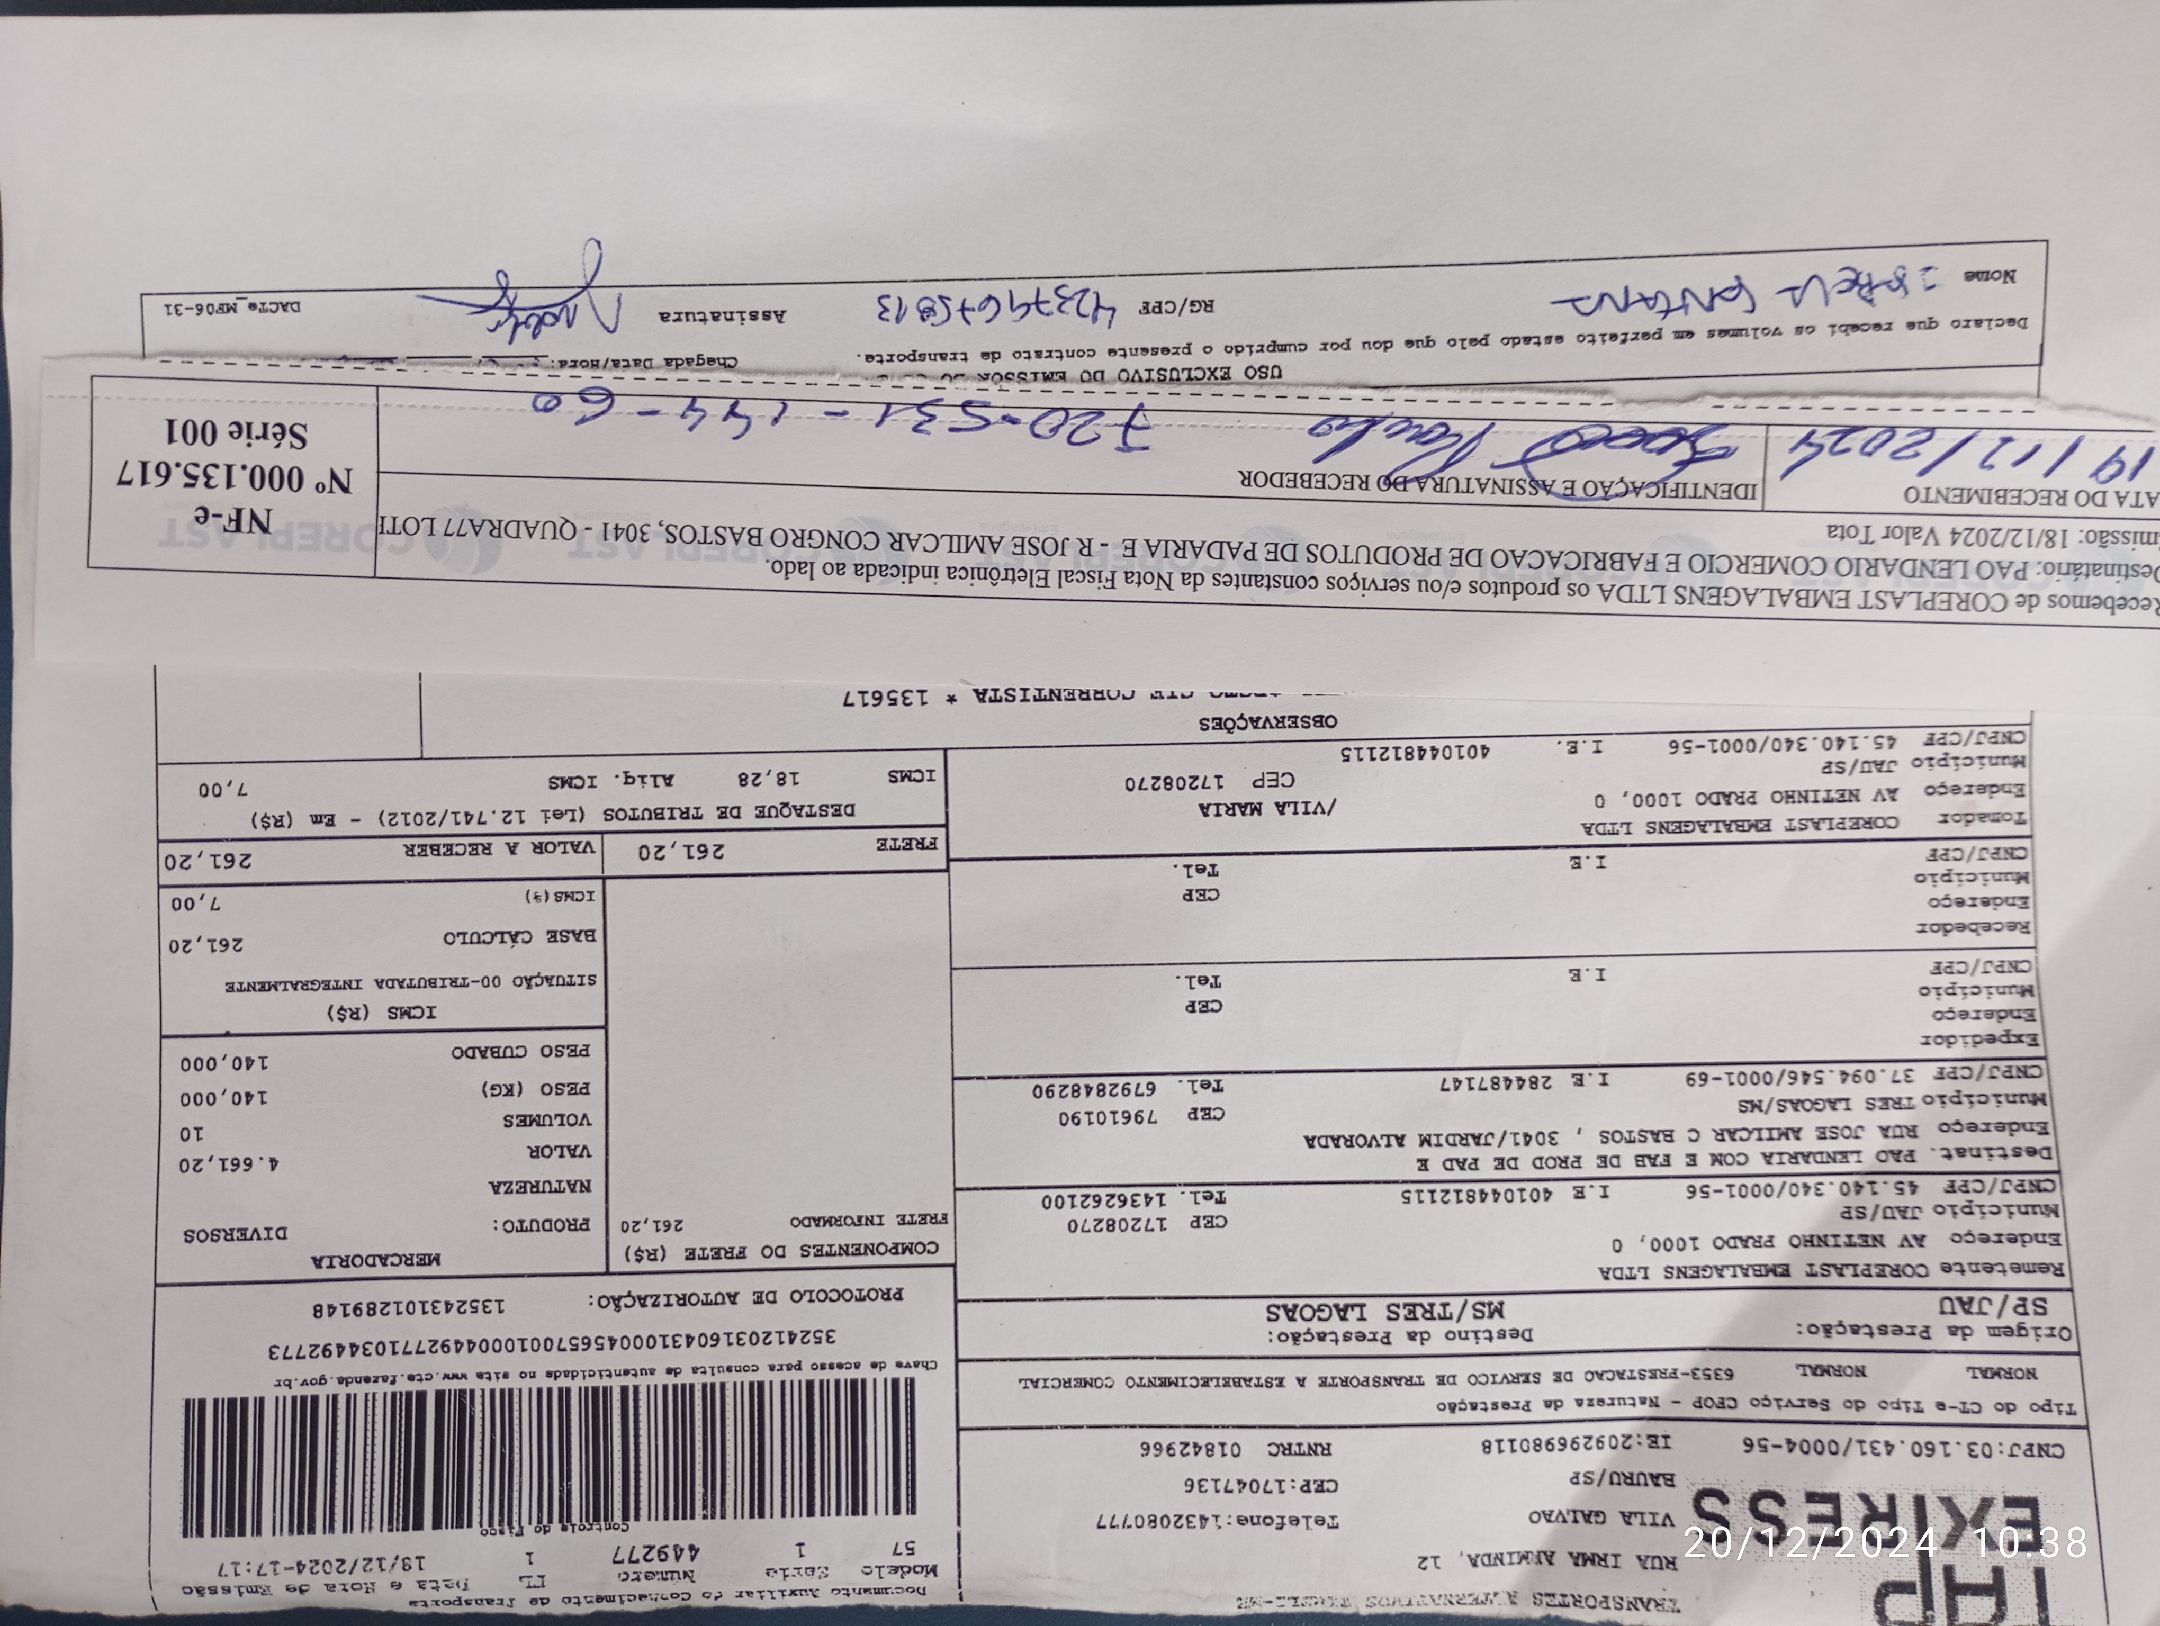 TAP
EXPRESS
TRANSPORTES ALTERNATIVOS
RUA IRMA ARMINDA, 12
VILA GALVAO Telefone:1432080777
BAURU/SP CEP:17047136
CNPJ:03.160.431/0004-56 IE:209296980118 RNTRC 01842966
Documento Auxiliar do Conhecimento de Transporte
Modelo Serie Número FL Data e Hora de Emissão
57 1 449277 1 18/12/2024-17:17
Controle do Fisco
Chave de acesso para consulta de autenticidade no site www.cte.fazenda.gov.br
35241203160431000456570010004492771034492773
PROTOCOLO DE AUTORIZAÇÃO: 135243101289148
Tipo do CT-e Tipo do Serviço CFOP - Natureza da Prestação
NORMAL NORMAL 6353-PRESTACAO DE SERVICO DE TRANSPORTE A ESTABELECIMENTO COMERCIAL
Origem da Prestação: Destino da Prestação:
SP/JAU MS/TRES LAGOAS
Remetente COREPLAST EMBALAGENS LTDA
Endereço AV NETINHO PRADO 1000, 0
Município JAU/SP CEP 17208270
CNPJ/CPF 45.140.340/0001-56 I.E 401044812115 Tel. 1436262100
Destinat. PAO LENDARIA COM E FAB DE PROD DE PAD E
Endereço RUA JOSE AMILCAR C BASTOS , 3041/JARDIM ALVORADA
Município TRES LAGOAS/MS CEP 79610190
CNPJ/CPF 37.094.546/0001-69 I.E 284487147 Tel. 6792848290
Expedidor
Endereço
Município CEP
CNPJ/CPF I.E Tel.
Recebedor
Endereço
Município CEP
CNPJ/CPF I.E Tel.
Tomador COREPLAST EMBALAGENS LTDA
Endereço AV NETINHO PRADO 1000, 0 /VILA MARIA
Município JAU/SP CEP 17208270
CNPJ/CPF 45.140.340/0001-56 I.E. 401044812115
COMPONENTES DO FRETE (R$)
FRETE INFORMADO 261,20
MERCADORIA
PRODUTO: DIVERSOS
NATUREZA
VALOR 4.661,20
VOLUMES 10
PESO (KG) 140,000
PESO CUBADO 140,000
ICMS (R$)
SITUAÇÃO 00-TRIBUTADA INTEGRALMENTE
BASE CÁLCULO 261,20
ICMS(%) 7,00
FRETE 261,20 VALOR A RECEBER 261,20
DESTAQUE DE TRIBUTOS (Lei 12.741/2012) - Em (R$)
ICMS 18,28 Aliq. ICMS 7,00
OBSERVAÇÕES
CTE CORRENTISTA * 135617
Recebemos de COREPLAST EMBALAGENS LTDA os produtos e/ou serviços constantes da Nota Fiscal Eletrônica indicada ao lado.
Destinatário: PAO LENDARIO COMERCIO E FABRICACAO DE PRODUTOS DE PADARIA E - R JOSE AMILCAR CONGRO BASTOS, 3041 - QUADRA77 LOTI
Emissão: 18/12/2024 Valor Tota
COREPLAST
ATA DO RECEBIMENTO IDENTIFICAÇÃO E ASSINATURA DO RECEBEDOR
19/12/2024 720-531-144-60
NF-e
Nº 000.135.617
Série 001
USO EXCLUSIVO DO EMISSOR DO Chegada Data/Hora:
Declaro que recebi os volumes em perfeito estado pelo que dou por cumprido o presente contrato de transporte.
Nome RG/CPF Assinatura
DACTe_MF06-31
20/12/2024 10:38